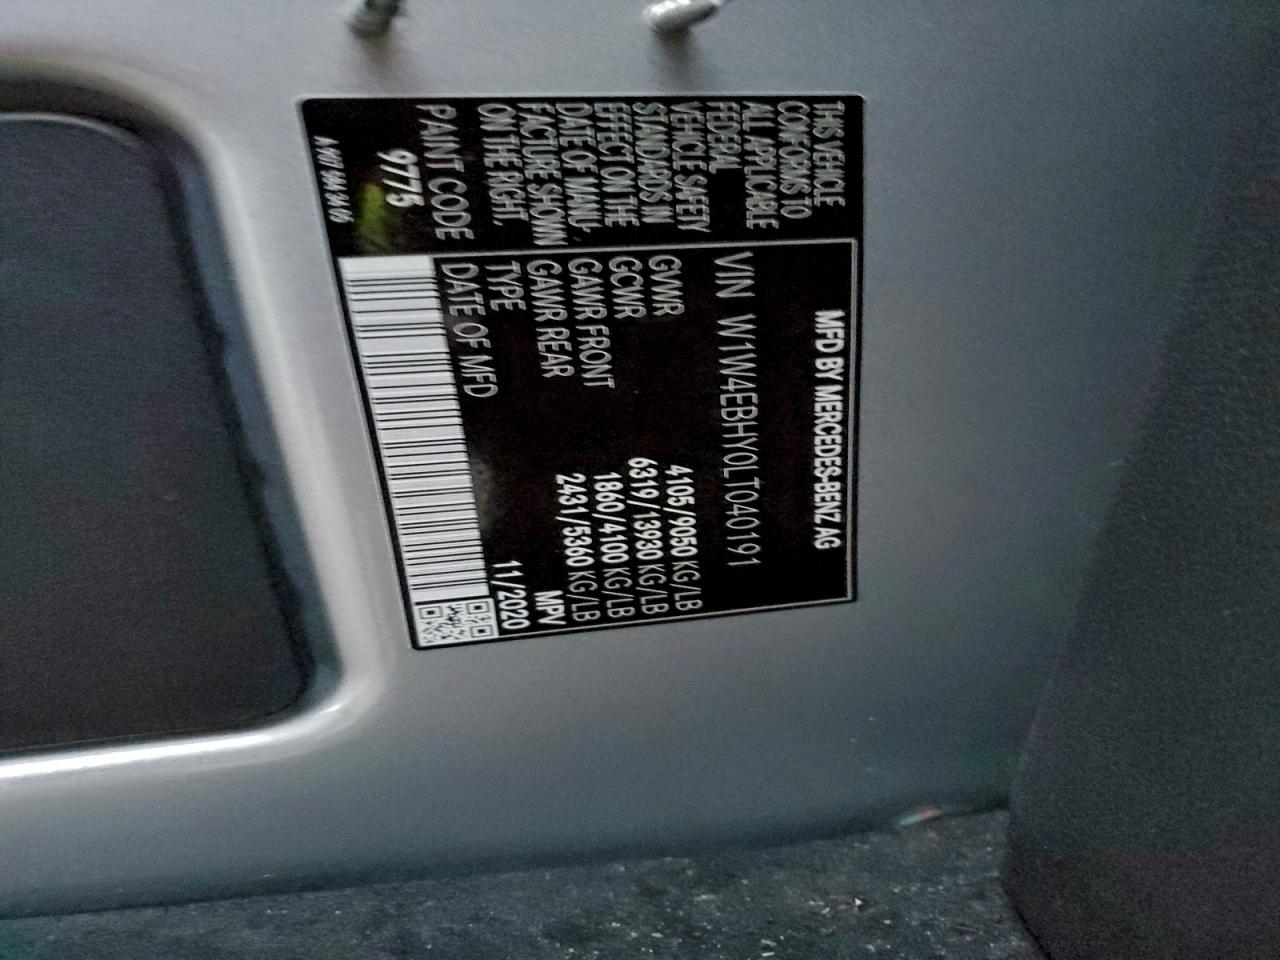 THIS VEHICLE
CONFORMS TO
ALL APPLICABLE
FEDERAL
VEHICLE SAFETY
STANDARDS IN
EFFECT ON THE
DATE OF MANU-
FACTURE SHOWN
ON THE RIGHT.
PAINT CODE
9775
MFD BY MERCEDES-BENZ AG
VIN W1W4EBHY0LT040191
GVWR 4105/9050 KG/LB
GCWR 6319/13930 KG/LB
GAWR FRONT 1860/4100 KG/LB
GAWR REAR 2431/5360 KG/LB
TYPE MPV
DATE OF MFD 11/2020